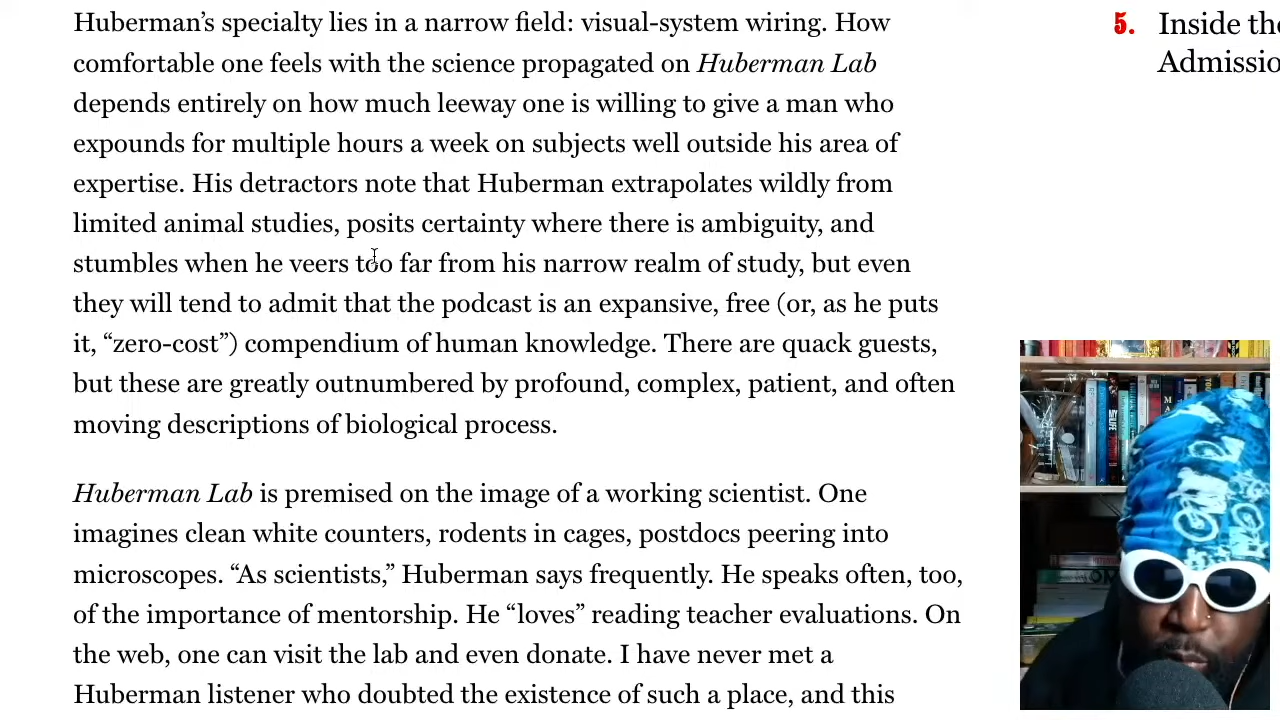 Huberman’s specialty lies in a narrow field: visual-system wiring. How
comfortable one feels with the science propagated on Huberman Lab
depends entirely on how much leeway one is willing to give a man who
expounds for multiple hours a week on subjects well outside his area of
expertise. His detractors note that Huberman extrapolates wildly from
limited animal studies, posits certainty where there is ambiguity, and
stumbles when he veers too far from his narrow realm of study, but even
they will tend to admit that the podcast is an expansive, free (or, as he puts
it, “zero-cost”) compendium of human knowledge. There are quack guests,
but these are greatly outnumbered by profound, complex, patient, and often
moving descriptions of biological process.
Huberman Lab is premised on the image of a working scientist. One
imagines clean white counters, rodents in cages, postdocs peering into
microscopes. “As scientists,” Huberman says frequently. He speaks often, too,
of the importance of mentorship. He “loves” reading teacher evaluations. On
the web, one can visit the lab and even donate. I have never met a
Huberman listener who doubted the existence of such a place, and this
5. Inside the
Admissio